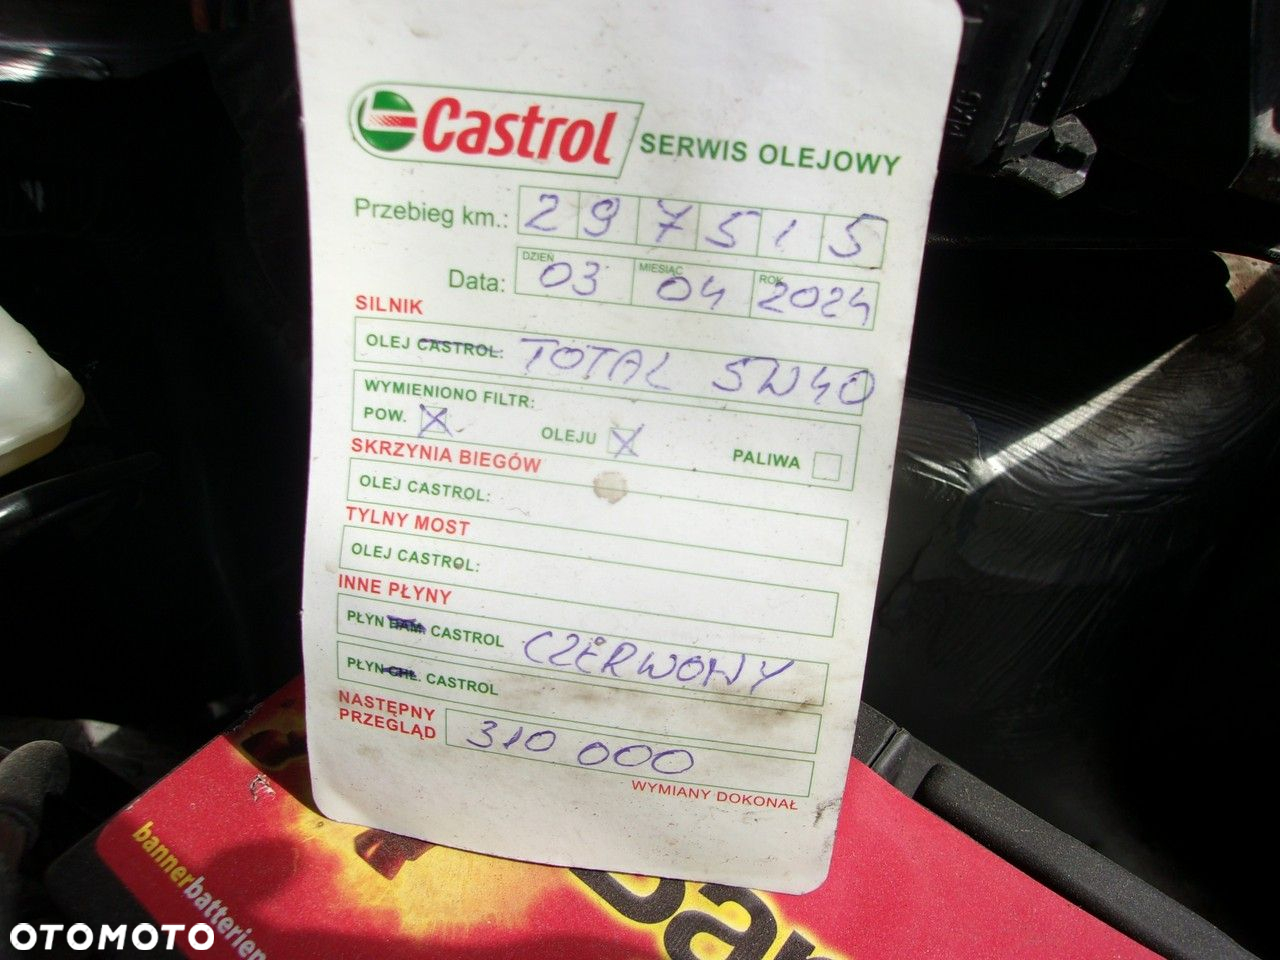 Castrol SERWIS OLEJOWY
Przebieg km.: 297515
DZIEŃ MIESIĄC ROK
Data: 03 04 2024
SILNIK
OLEJ CASTROL: TOTAL 5W40
WYMIENIONO FILTR:
POW. OLEJU PALIWA
SKRZYNIA BIEGÓW
OLEJ CASTROL:
TYLNY MOST
OLEJ CASTROL:
INNE PŁYNY
PŁYN HAM. CASTROL CZERWONY
PŁYN CHŁ. CASTROL
NASTĘPNY
PRZEGLĄD 310 000
WYMIANY DOKONAŁ
bannerbatterien
OTOMOTO